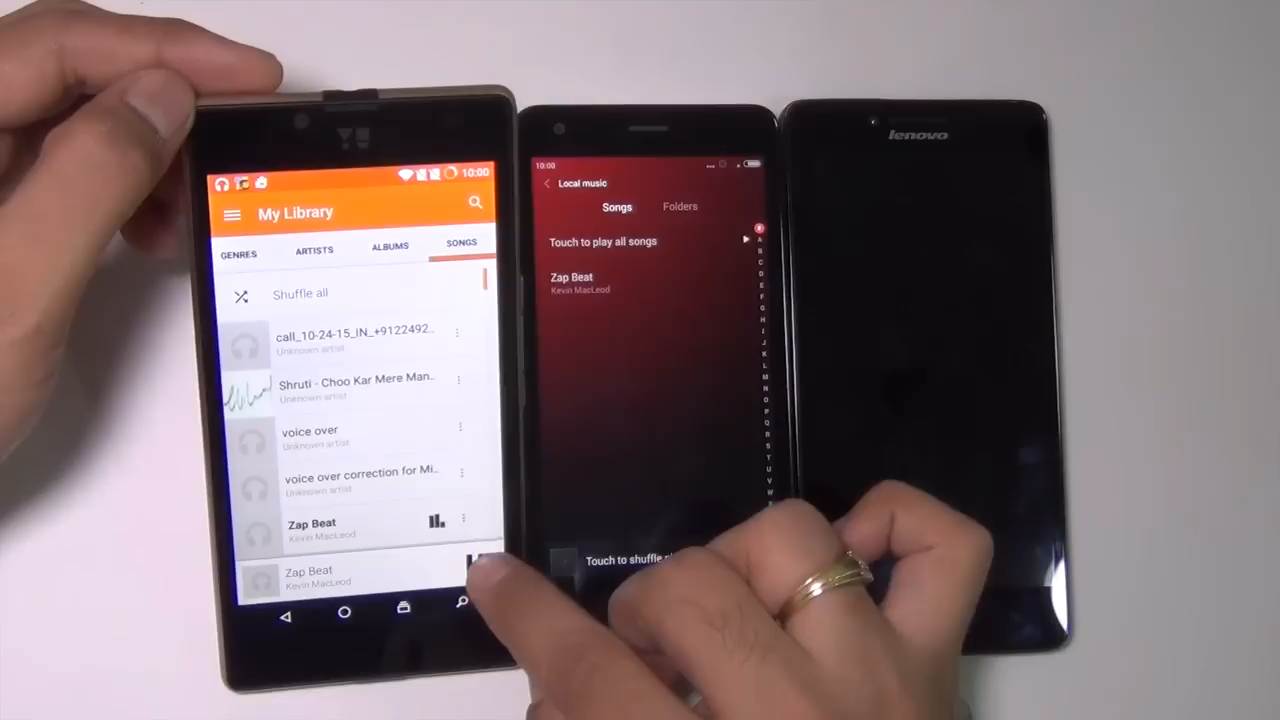 10:00
My Library
GENRES ARTISTS ALBUMS SONGS
Shuffle all
call_10-24-15_IN_+9122492..
Unknown artist
Shruti - Choo Kar Mere Man..
Unknown artist
voice over
Unknown artist
voice over correction for Mi..
Unknown artist
Zap Beat
Kevin MacLeod
Zap Beat
Kevin MacLeod
10:00
Local music
Songs Folders
Touch to play all songs
Zap Beat
Kevin MacLeod
#
A
B
C
D
E
F
G
H
I
J
K
L
M
N
O
P
Q
R
S
T
U
V
W
Touch to shuffle
lenovo